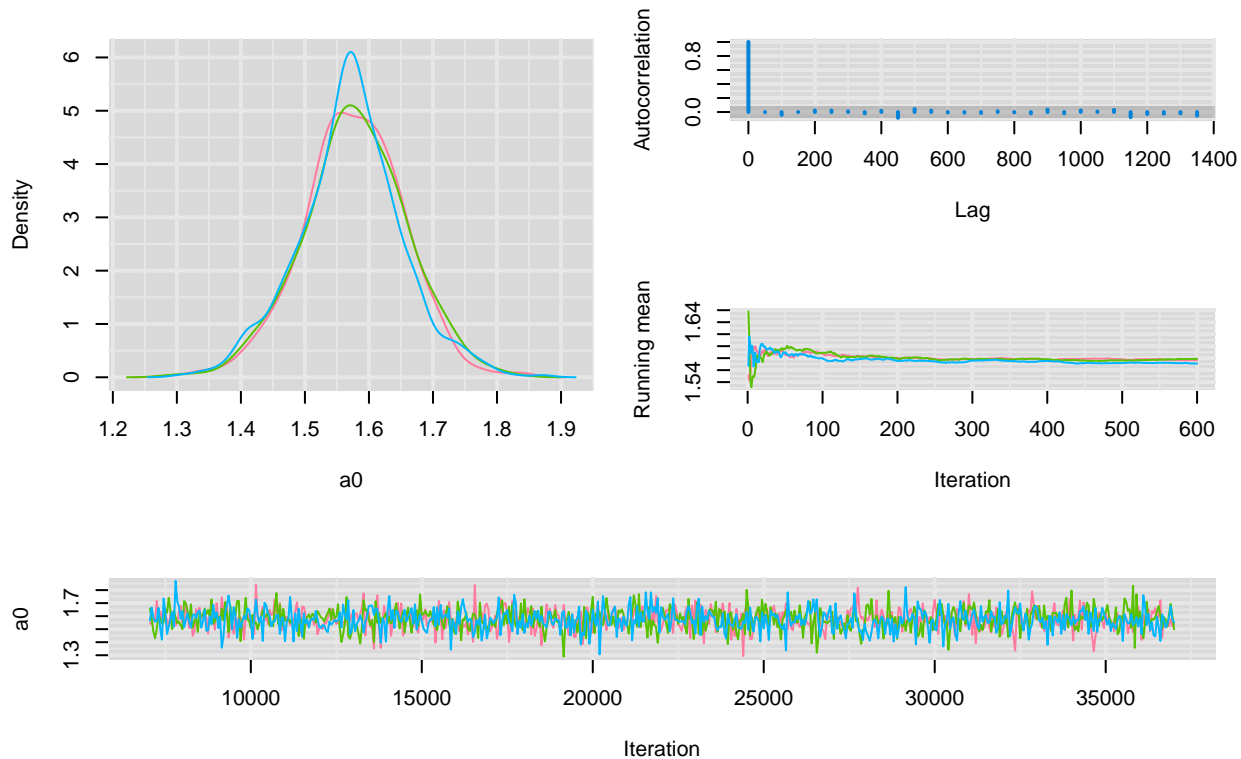 Density
0 1 2 3 4 5 6
1.2 1.3 1.4 1.5 1.6 1.7 1.8 1.9
a0
Autocorrelation
0.0 0.8
0 200 400 600 800 1000 1200 1400
Lag
Running mean
1.54 1.64
0 100 200 300 400 500 600
Iteration
a0
1.3 1.7
10000 15000 20000 25000 30000 35000
Iteration